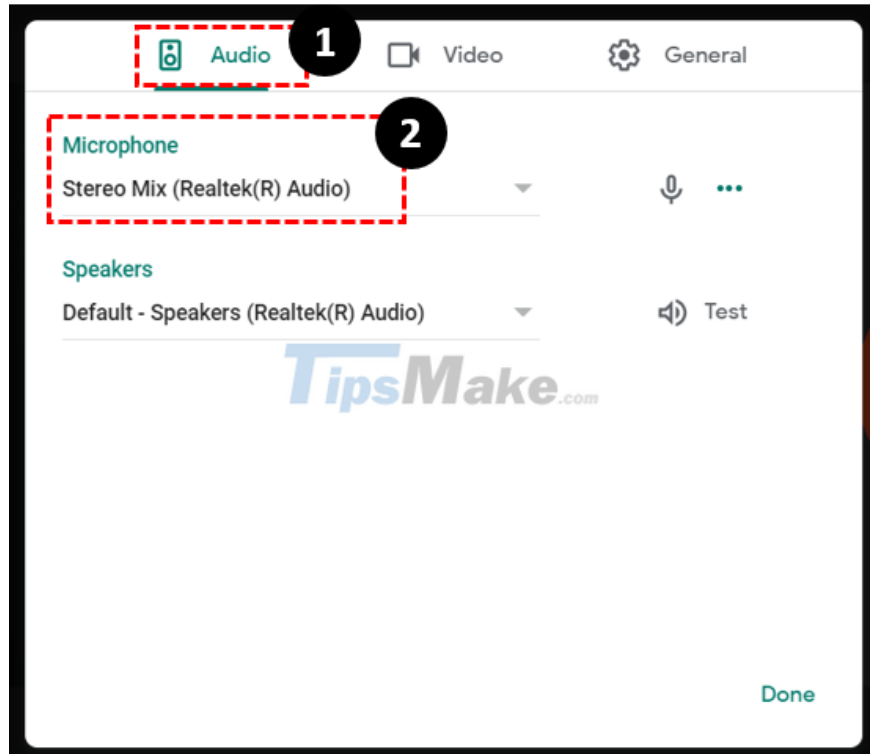 Audio 1 Video General
2
Microphone
Stereo Mix (Realtek(R) Audio)
Speakers
Default - Speakers (Realtek(R) Audio) Test
TipsMake.com
Done